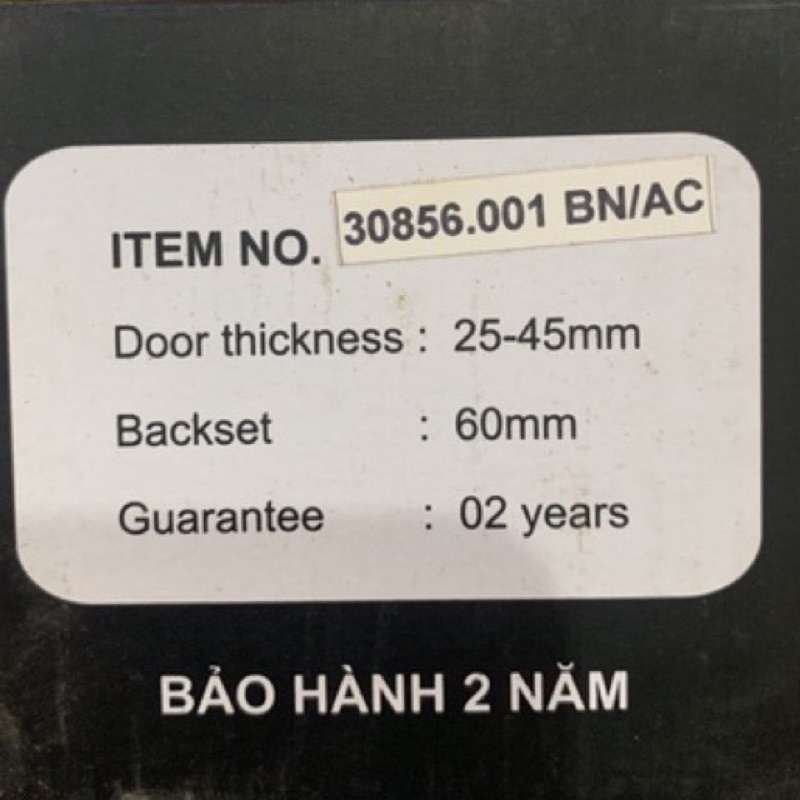 ITEM NO. 30856.001 BN/AC
Door thickness : 25-45mm
Backset : 60mm
Guarantee : 02 years
BẢO HÀNH 2 NĂM